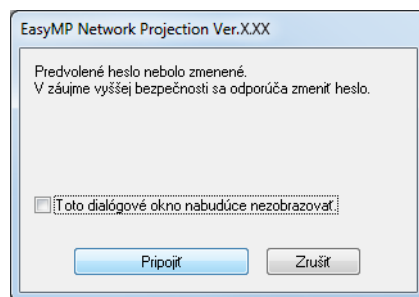 EasyMP Network Projection Ver.X.XX
Predvolené heslo nebolo zmenené.
V záujme vyššej bezpečnosti sa odporúča zmeniť heslo.
Toto dialógové okno nabudúce nezobrazovať.
Pripojiť
Zrušiť